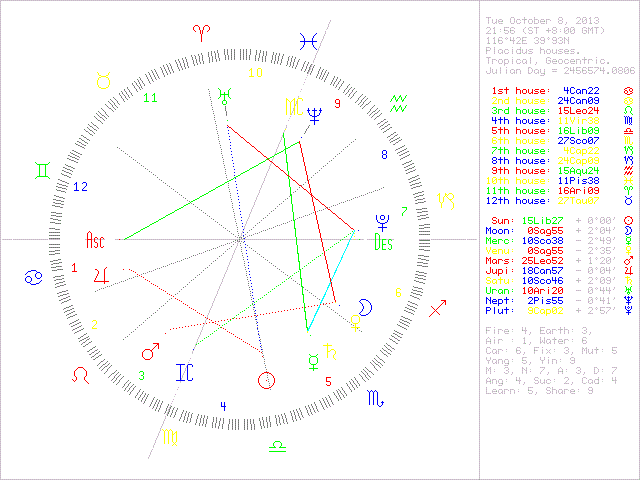 Tue October 8, 2013
21:56 (ST +8:00 GMT)
116°42E 39°93N
Placidus houses.
Tropical, Geocentric.
Julian Day = 2456574.0806
1st house: 4Can22
2nd house: 24Can09
3rd house: 15Leo24
4th house: 11Vir38
5th house: 16Lib09
6th house: 27Sco07
7th house: 4Cap22
8th house: 24Cap09
9th house: 15Aqu24
10th house: 11Pis38
11th house: 16Ari09
12th house: 27Tau07
Sun: 15Lib27 + 0°00'
Moon: 0Sag55 + 2°04'
Merc: 10Sco38 - 2°49'
Venu: 0Sag55 - 2°35'
Mars: 25Leo52 + 1°20'
Jupi: 18Can57 - 0°04'
Satu: 10Sco46 + 2°09'
Uran: 10Ari20 - 0°44'
Nept: 2Pis55 - 0°41'
Plut: 9Cap02 + 2°57'
Fire: 4, Earth: 3,
Air : 1, Water: 6
Car: 6, Fix: 3, Mut: 5
Yang: 5, Yin: 9
M: 3, N: 7, A: 3, D: 7
Ang: 4, Suc: 2, Cad: 4
Learn: 5, Share: 9
10
11
MC
9
8
12
7
Asc
Des
1
6
2
3
IC
4
5